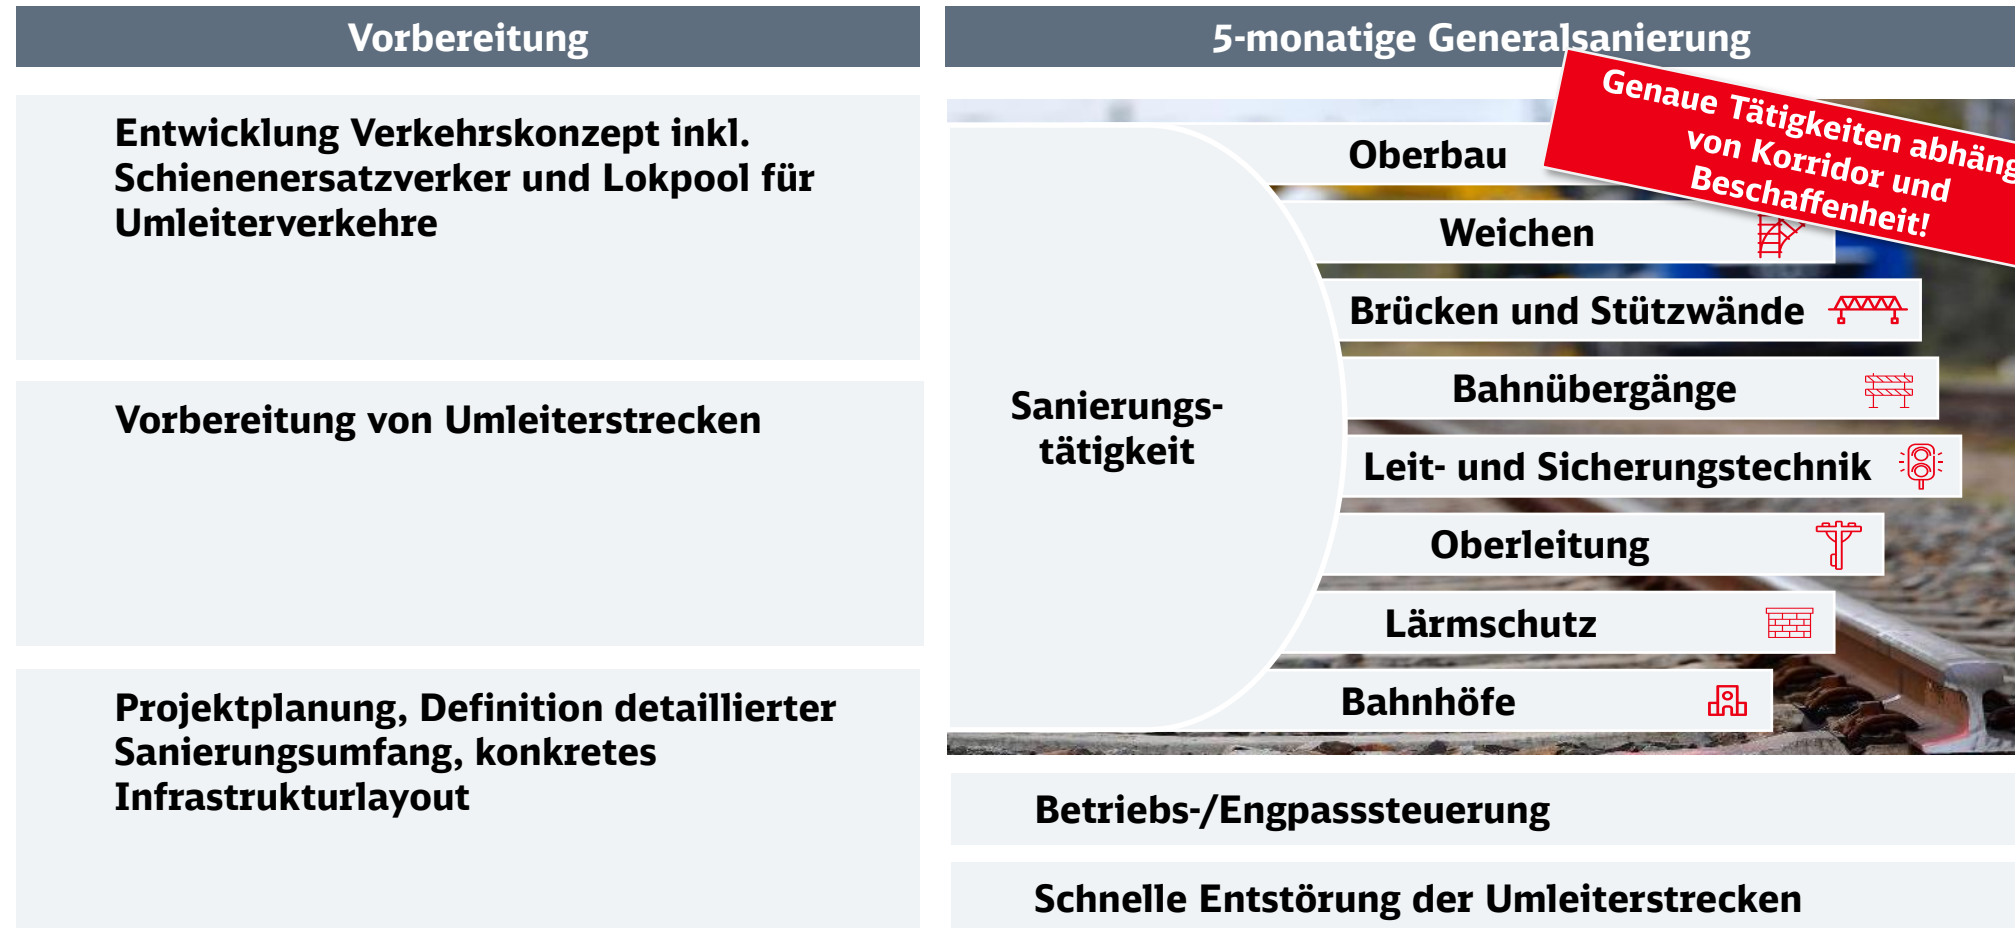 Vorbereitung
Entwicklung Verkehrskonzept inkl.
Schienenersatzverker und Lokpool für
Umleiterverkehre
Vorbereitung von Umleiterstrecken
Projektplanung, Definition detaillierter
Sanierungsumfang, konkretes
Infrastrukturlayout
5-monatige Generalsanierung
Genaue Tätigkeiten
von Korridor und
Beschaffenheit!
Sanierungs-
tätigkeit
Oberbau
Weichen
Brücken und Stützwände
Bahnübergänge
Leit- und Sicherungstechnik
Oberleitung
Lärmschutz
Bahnhöfe
Betriebs-/Engpasssteuerung
Schnelle Entstörung der Umleiterstrecken